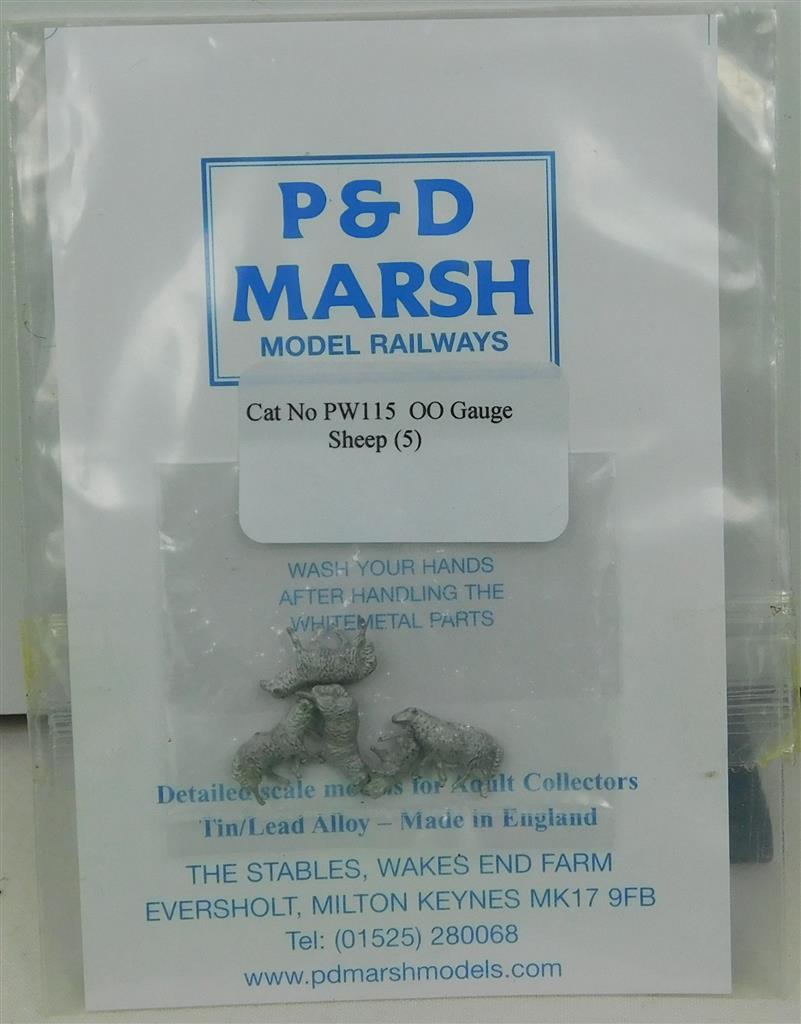 P&D
MARSH
MODEL RAILWAYS
Cat No PW115 OO Gauge
Sheep (5)
WASH YOUR HANDS
AFTER HANDLING THE
WHITEMETAL PARTS
Detailed scale models for Adult Collectors
Tin/Lead Alloy – Made in England
THE STABLES, WAKES END FARM
EVERSHOLT, MILTON KEYNES MK17 9FB
Tel: (01525) 280068
www.pdmarshmodels.com